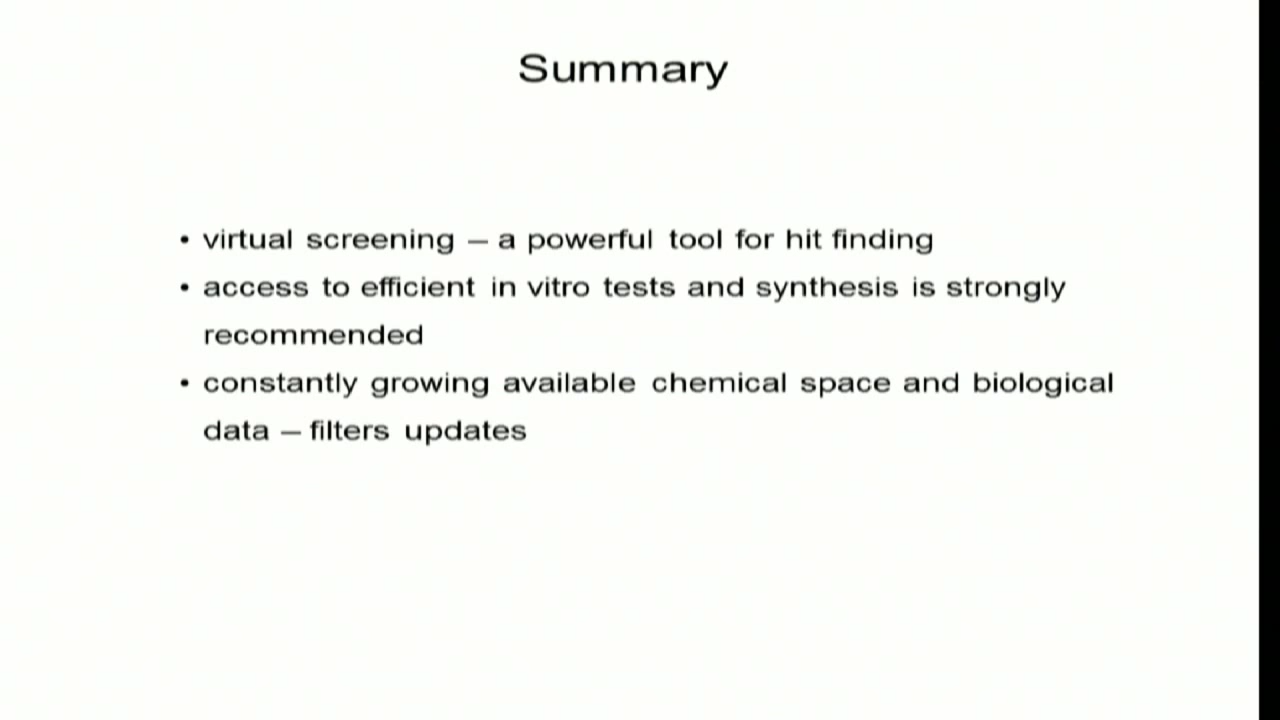 Summary
• virtual screening – a powerful tool for hit finding
• access to efficient in vitro tests and synthesis is strongly
recommended
• constantly growing available chemical space and biological
data – filters updates